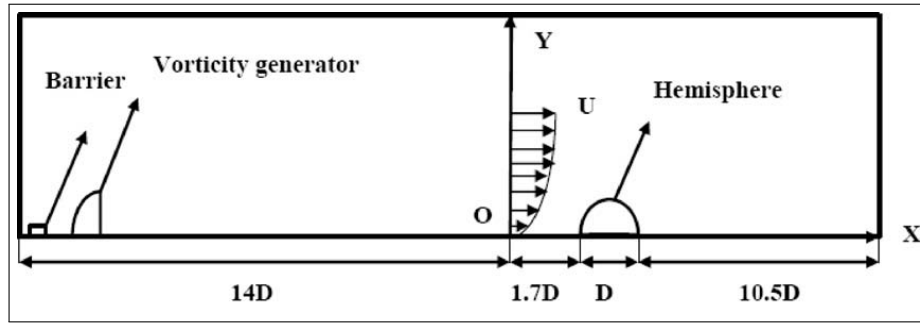 Y
Vorticity generator
Barrier
Hemisphere
U
O
X
14D
1.7D
D
10.5D